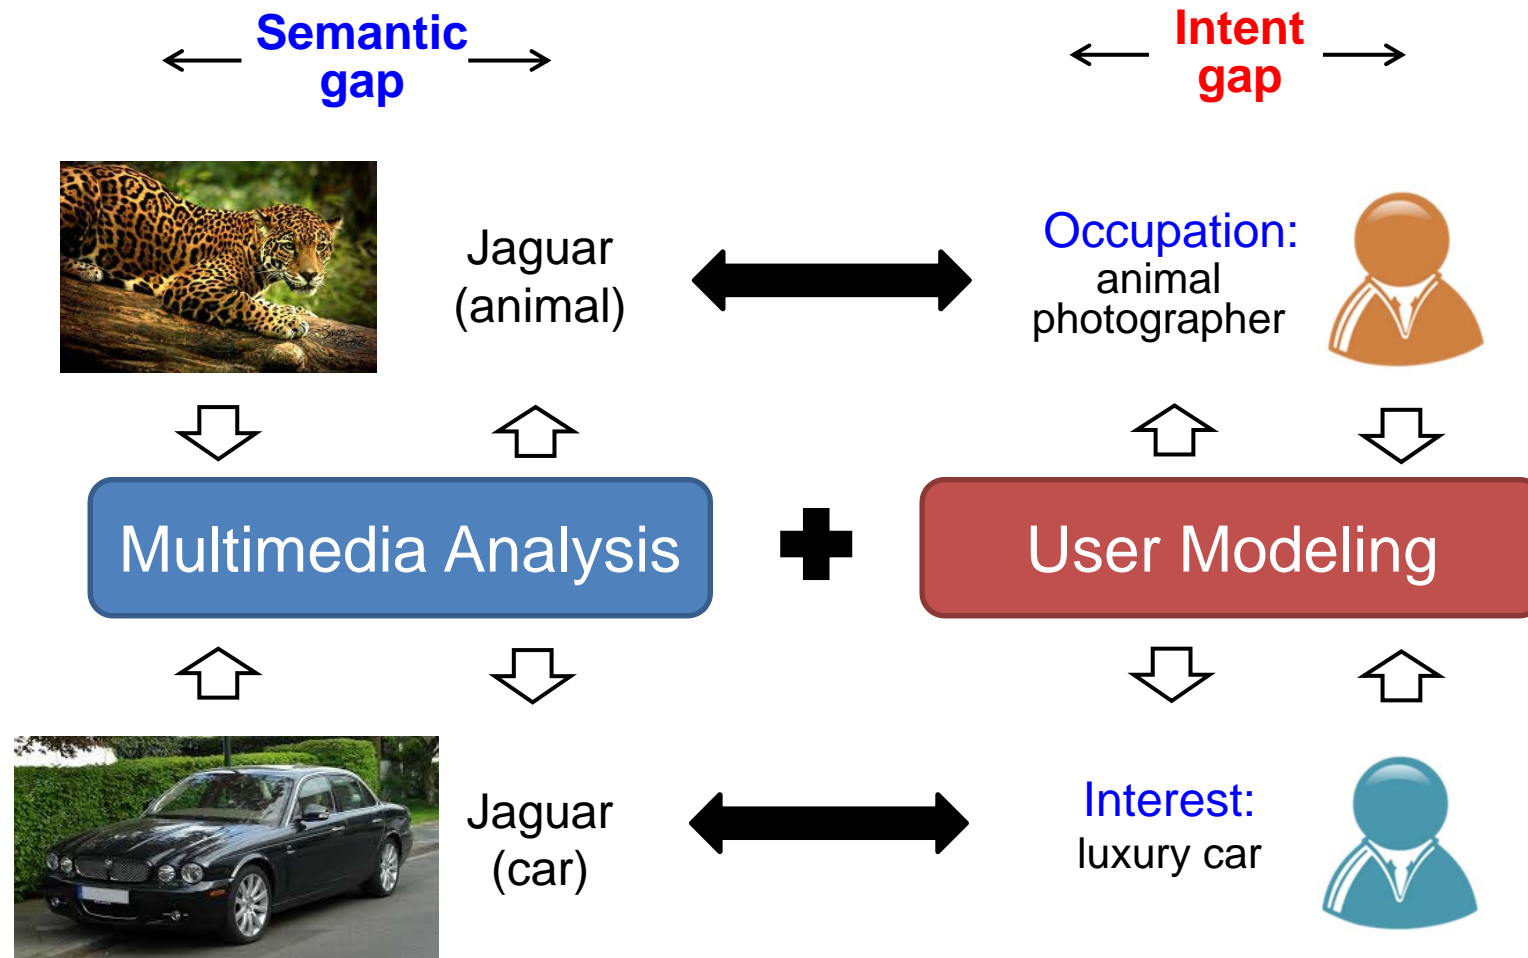 Semantic
gap
Intent
gap
Jaguar
(animal)
Occupation:
animal
photographer
Multimedia Analysis
User Modeling
Jaguar
(car)
Interest:
luxury car